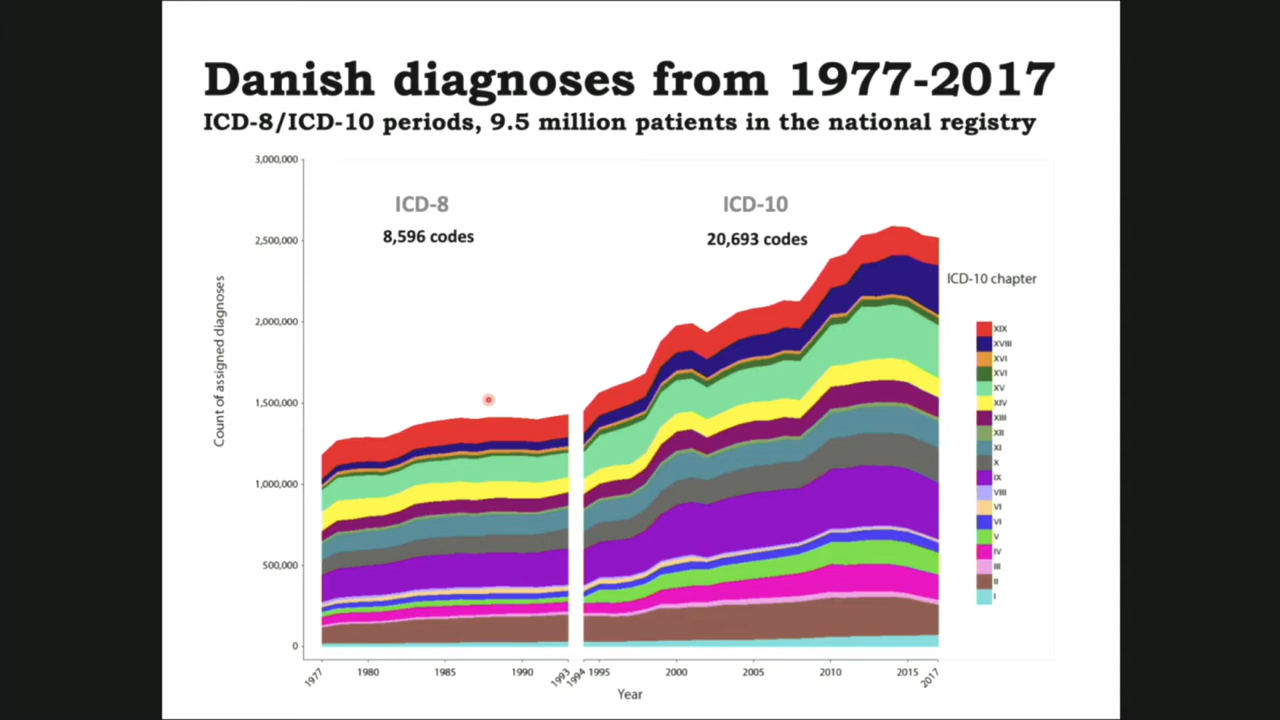 Danish diagnoses from 1977-2017
ICD-8/ICD-10 periods, 9.5 million patients in the national registry
3,000,000
2,500,000
2,000,000
1,500,000
1,000,000
500,000
0
Count of assigned diagnoses
ICD-8
8,596 codes
ICD-10
20,693 codes
ICD-10 chapter
XIX
XVIII
XVI
XVI
XV
XIV
XIII
XII
XI
X
IX
VIII
VI
VI
V
IV
III
II
I
1977
1980
1985
1990
1993
1994
1995
2000
2005
2010
2015
2017
Year